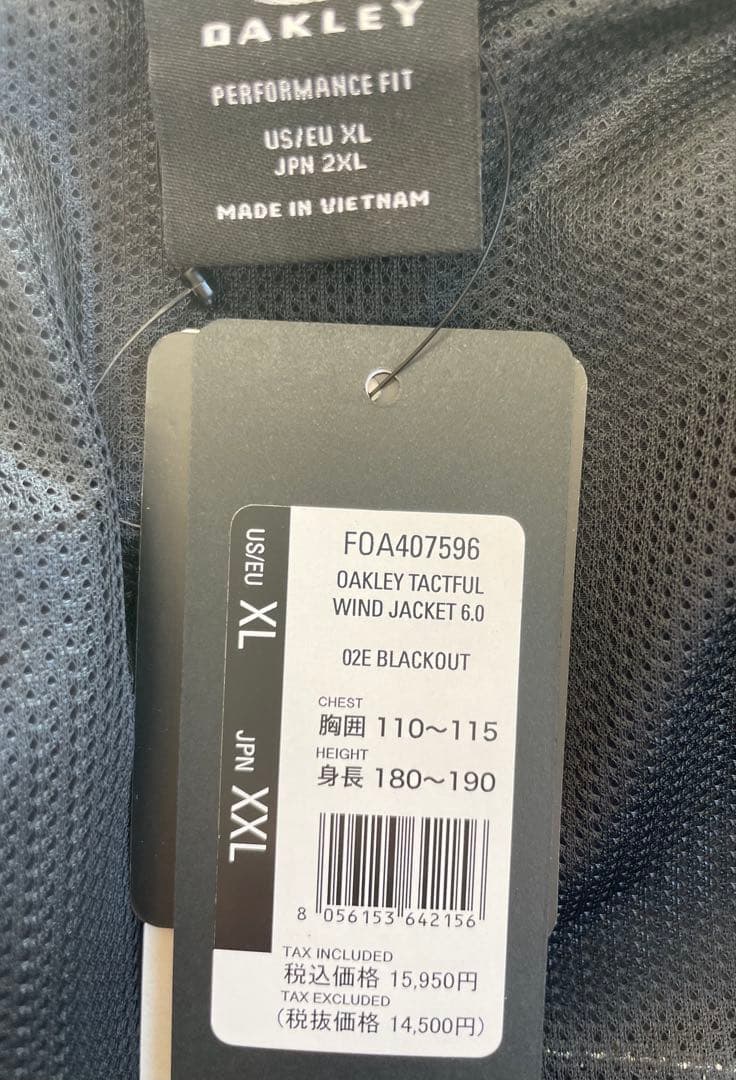 OAKLEY
PERFORMANCE FIT
US/EU XL
JPN 2XL
MADE IN VIETNAM
US/EU XL JPN XXL
FOA407596
OAKLEY TACTFUL
WIND JACKET 6.0
02E BLACKOUT
CHEST
胸囲 110～115
HEIGHT
身長 180～190
8 056153 642156
TAX INCLUDED
税込価格 15,950円
TAX EXCLUDED
(税抜価格 14,500円)